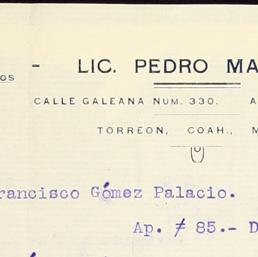 - LIC. PEDRO MA
OS
CALLE GALEANA NUM. 330. A
TORREON, COAH., M
rancisco Gómez Palacio.
Ap. # 85.- D